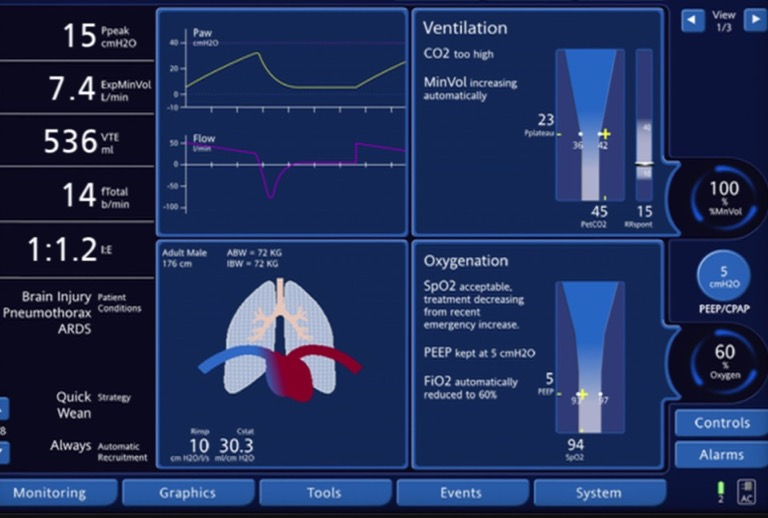 15 Ppeak
cmH2O
7.4 ExpMinVol
L/min
536 VTE
ml
14 fTotal
b/min
1:1.2 I:E
Brain Injury Patient
Pneumothorax Conditions
ARDS
Quick Strategy
Wean
Always Automatic
Recruitment
8
Paw
cmH2O
40
20
0
-10
Flow
l/min
50
0
-50
-100
Adult Male ABW = 72 KG
176 cm IBW = 72 KG
Rinsp Cstat
10 30.3
cm H2O/l/s ml/cm H2O
Ventilation
CO2 too high
MinVol increasing
automatically
23
Pplateau
36 42
45 15
PetCO2 RRspont
Oxygenation
SpO2 acceptable,
treatment decreasing
from recent
emergency increase.
PEEP kept at 5 cmH2O
FiO2 automatically
reduced to 60%
5
PEEP
97
94
SpO2
View
1/3
100
%
%MnVol
5
cmH2O
PEEP/CPAP
60
%
Oxygen
Controls
Alarms
Monitoring Graphics Tools Events System
2 AC